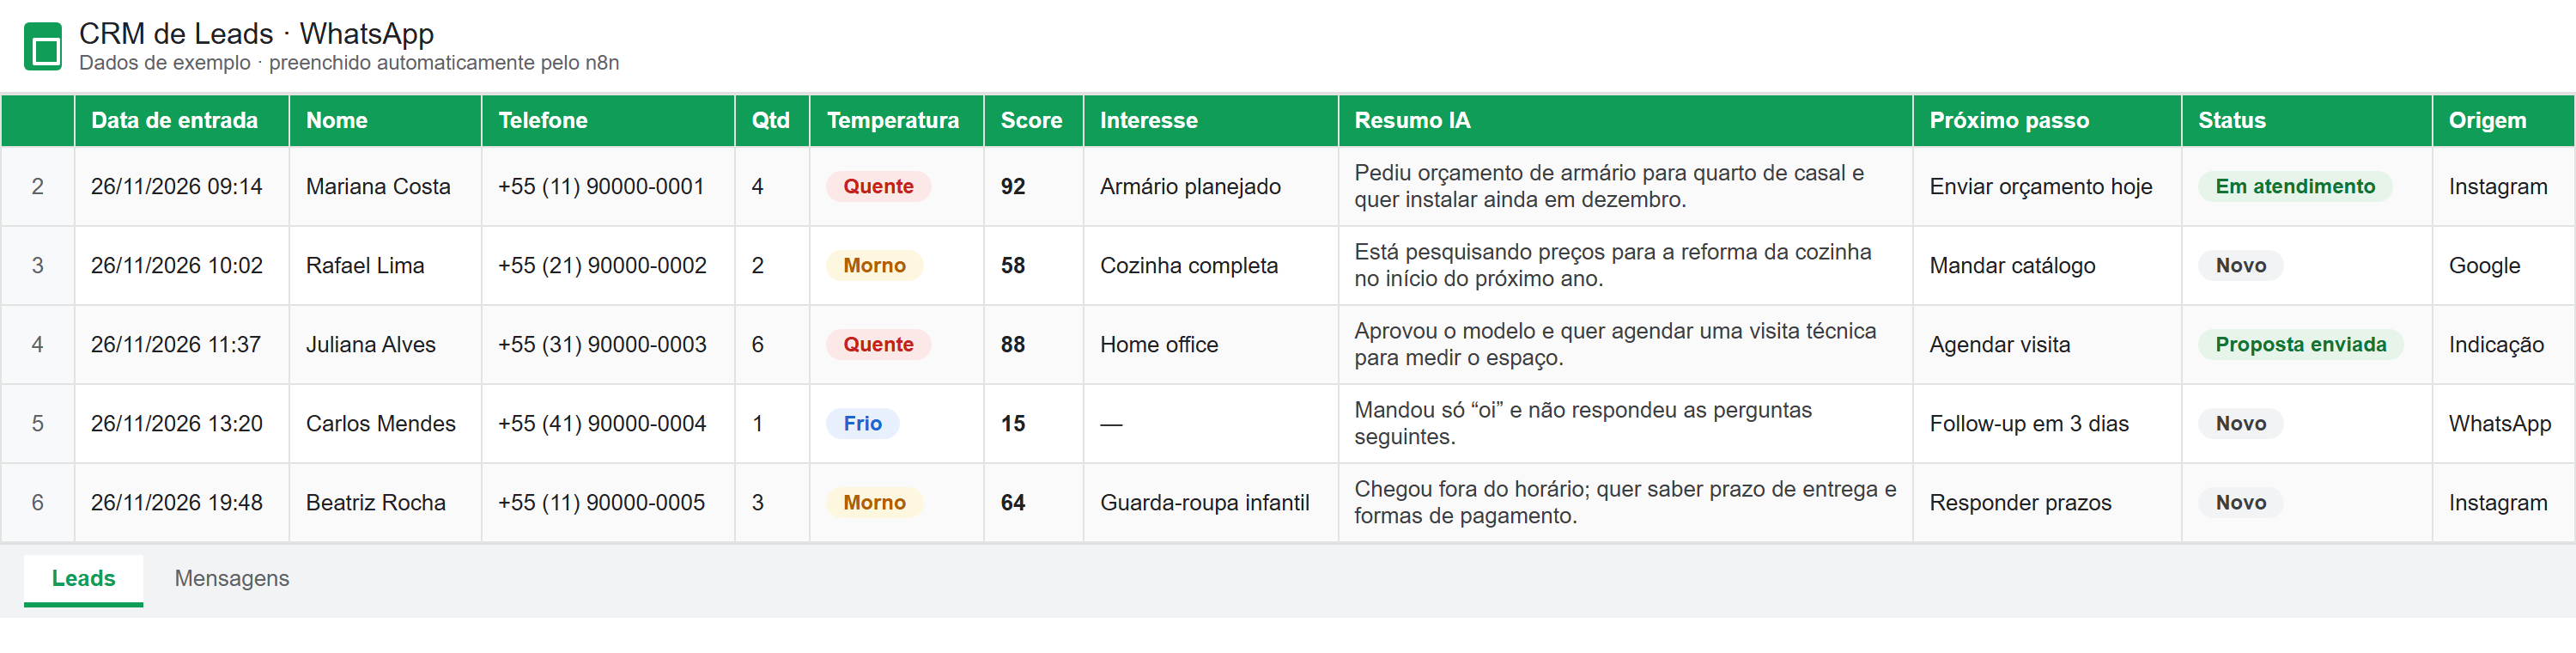 CRM de Leads · WhatsApp
Dados de exemplo · preenchido automaticamente pelo n8n
Data de entrada Nome Telefone Qtd Temperatura Score Interesse Resumo IA Próximo passo Status Origem
2 26/11/2026 09:14 Mariana Costa +55 (11) 90000-0001 4 Quente 92 Armário planejado Pediu orçamento de armário para quarto de casal e
quer instalar ainda em dezembro. Enviar orçamento hoje Em atendimento Instagram
3 26/11/2026 10:02 Rafael Lima +55 (21) 90000-0002 2 Morno 58 Cozinha completa Está pesquisando preços para a reforma da cozinha
no início do próximo ano. Mandar catálogo Novo Google
4 26/11/2026 11:37 Juliana Alves +55 (31) 90000-0003 6 Quente 88 Home office Aprovou o modelo e quer agendar uma visita técnica
para medir o espaço. Agendar visita Proposta enviada Indicação
5 26/11/2026 13:20 Carlos Mendes +55 (41) 90000-0004 1 Frio 15 — Mandou só “oi” e não respondeu as perguntas
seguintes. Follow-up em 3 dias Novo WhatsApp
6 26/11/2026 19:48 Beatriz Rocha +55 (11) 90000-0005 3 Morno 64 Guarda-roupa infantil Chegou fora do horário; quer saber prazo de entrega e
formas de pagamento. Responder prazos Novo Instagram
Leads Mensagens